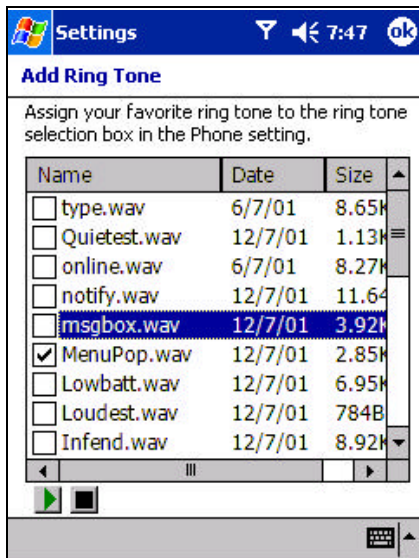 Settings 7:47 ok
Add Ring Tone
Assign your favorite ring tone to the ring tone
selection box in the Phone setting.
Name Date Size
type.wav 6/7/01 8.65K
Quietest.wav 12/7/01 1.13K
online.wav 6/7/01 8.27K
notify.wav 12/7/01 11.64
msgbox.wav 12/7/01 3.92K
MenuPop.wav 12/7/01 2.85K
Lowbatt.wav 12/7/01 6.95K
Loudest.wav 12/7/01 784B
Infend.wav 12/7/01 8.92K